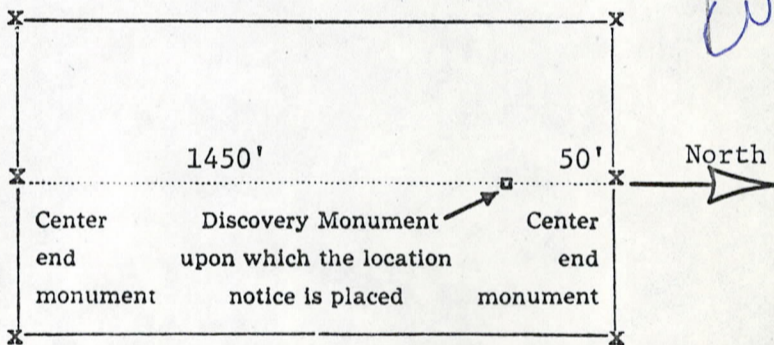 1450' 50' North
Center Discovery Monument Center
end upon which the location end
monument notice is placed monument